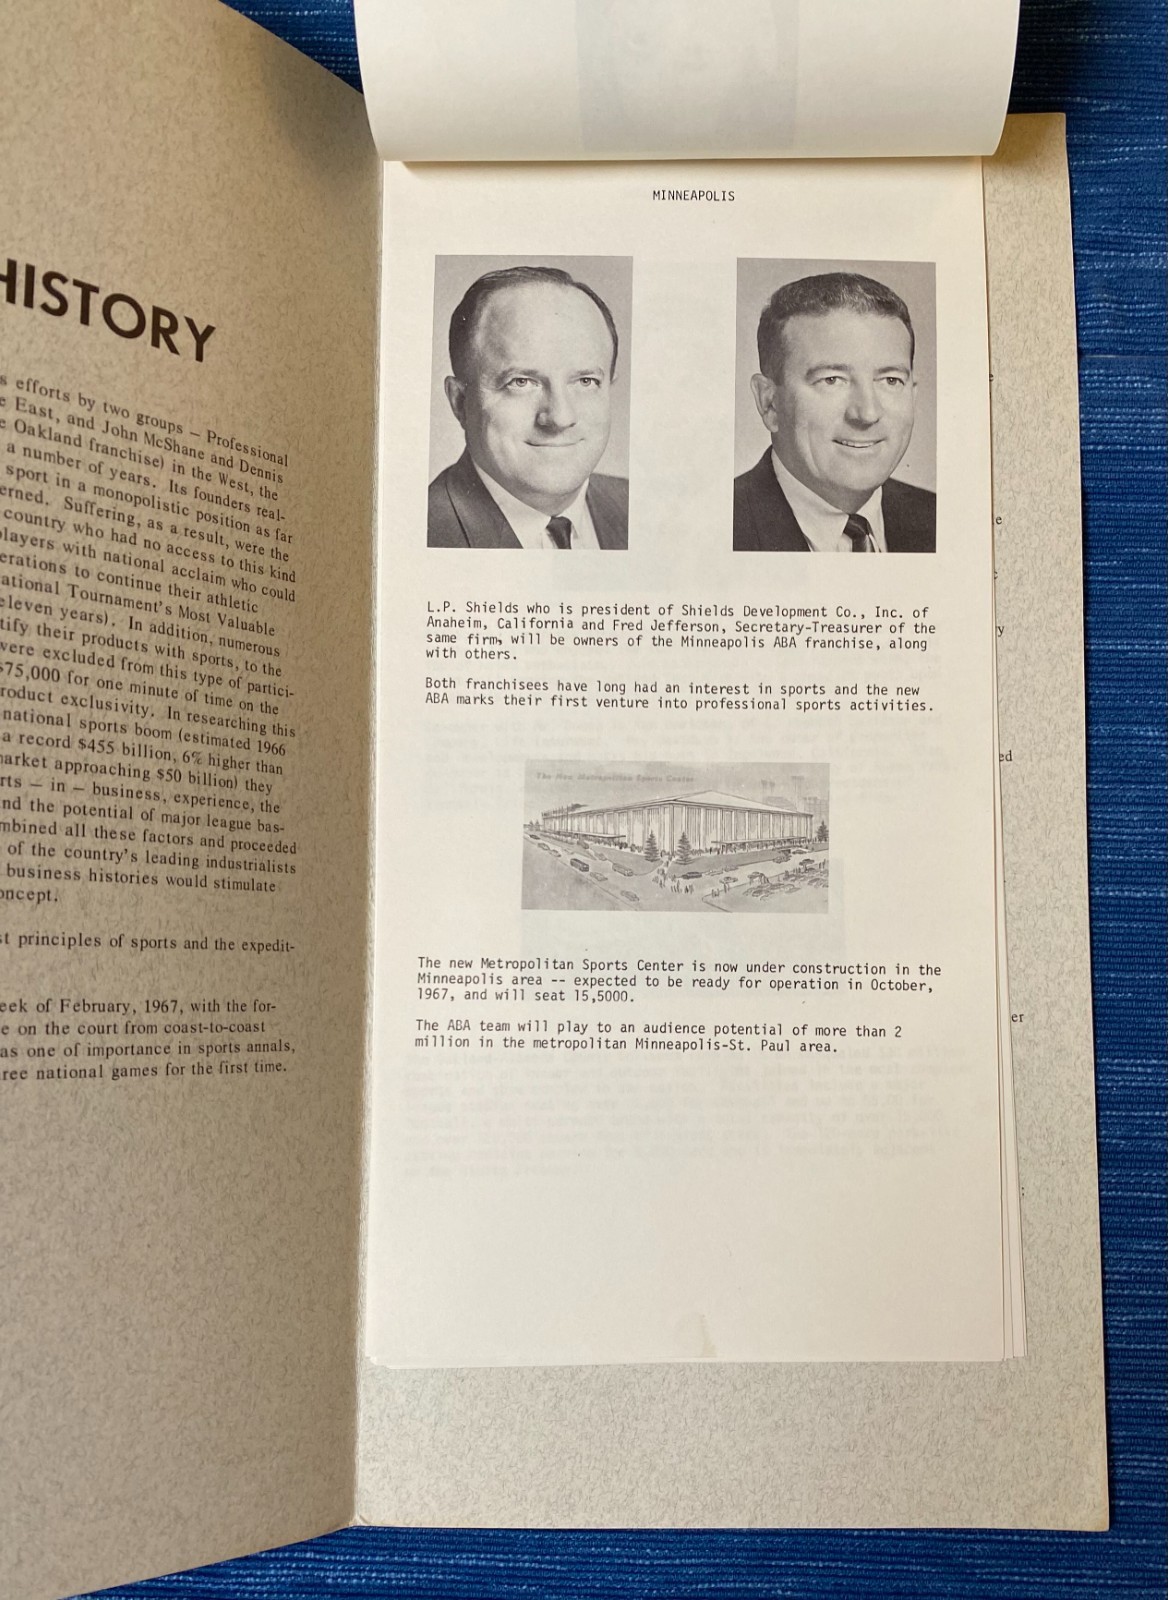 HISTORY
s efforts by two groups – Professional
e East, and John McShane and Dennis
e Oakland franchise) in the West, the
a number of years. Its founders real-
sport in a monopolistic position as far
erned. Suffering, as a result, were the
country who had no access to this kind
players with national acclaim who could
erations to continue their athletic
ational Tournament's Most Valuable
eleven years). In addition, numerous
tify their products with sports, to the
were excluded from this type of partici-
$75,000 for one minute of time on the
roduct exclusivity. In researching this
national sports boom (estimated 1966
a record $455 billion, 6% higher than
market approaching $50 billion) they
rts – in – business, experience, the
nd the potential of major league bas-
mbined all these factors and proceeded
of the country's leading industrialists
business histories would stimulate
oncept.
st principles of sports and the expedit-
eek of February, 1967, with the for-
e on the court from coast-to-coast
as one of importance in sports annals,
ree national games for the first time.
MINNEAPOLIS
L.P. Shields who is president of Shields Development Co., Inc. of
Anaheim, California and Fred Jefferson, Secretary-Treasurer of the
same firm, will be owners of the Minneapolis ABA franchise, along
with others.
Both franchisees have long had an interest in sports and the new
ABA marks their first venture into professional sports activities.
The New Metropolitan Sports Center
The new Metropolitan Sports Center is now under construction in the
Minneapolis area -- expected to be ready for operation in October,
1967, and will seat 15,5000.
The ABA team will play to an audience potential of more than 2
million in the metropolitan Minneapolis-St. Paul area.
e
e
y
ed
er